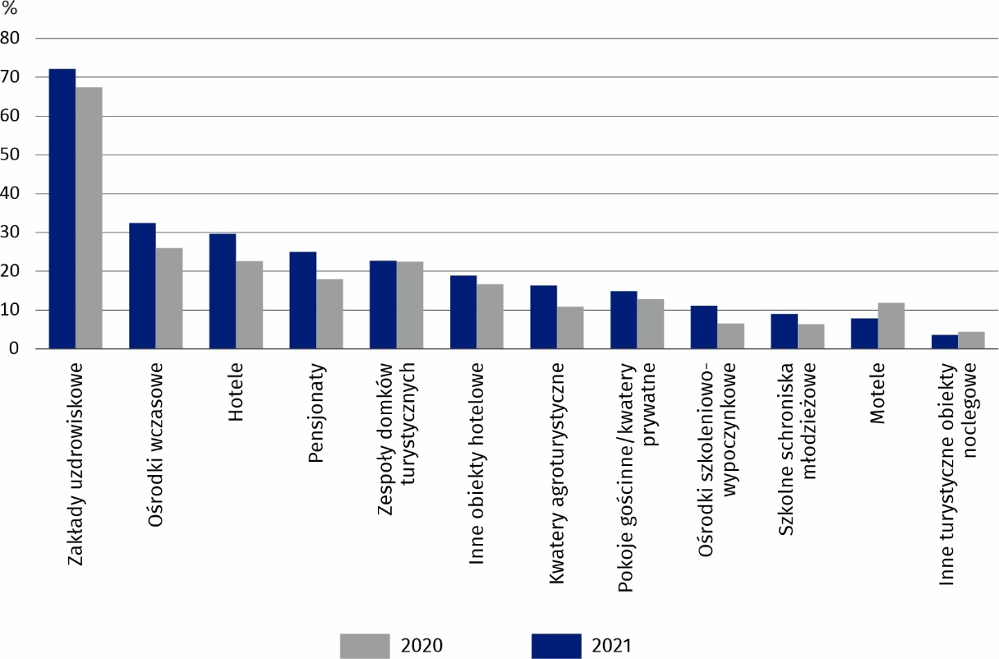 %
80
70
60
50
40
30
20
10
0
Zakłady uzdrowiskowe
Ośrodki wczasowe
Hotele
Pensjonaty
Zespoły domków
turystycznych
Inne obiekty hotelowe
Kwatery agroturystyczne
Pokoje gościnne/kwatery
prywatne
Ośrodki szkoleniowo-
wypoczynkowe
Szkolne schroniska
młodzieżowe
Motele
Inne turystyczne obiekty
noclegowe
2020
2021